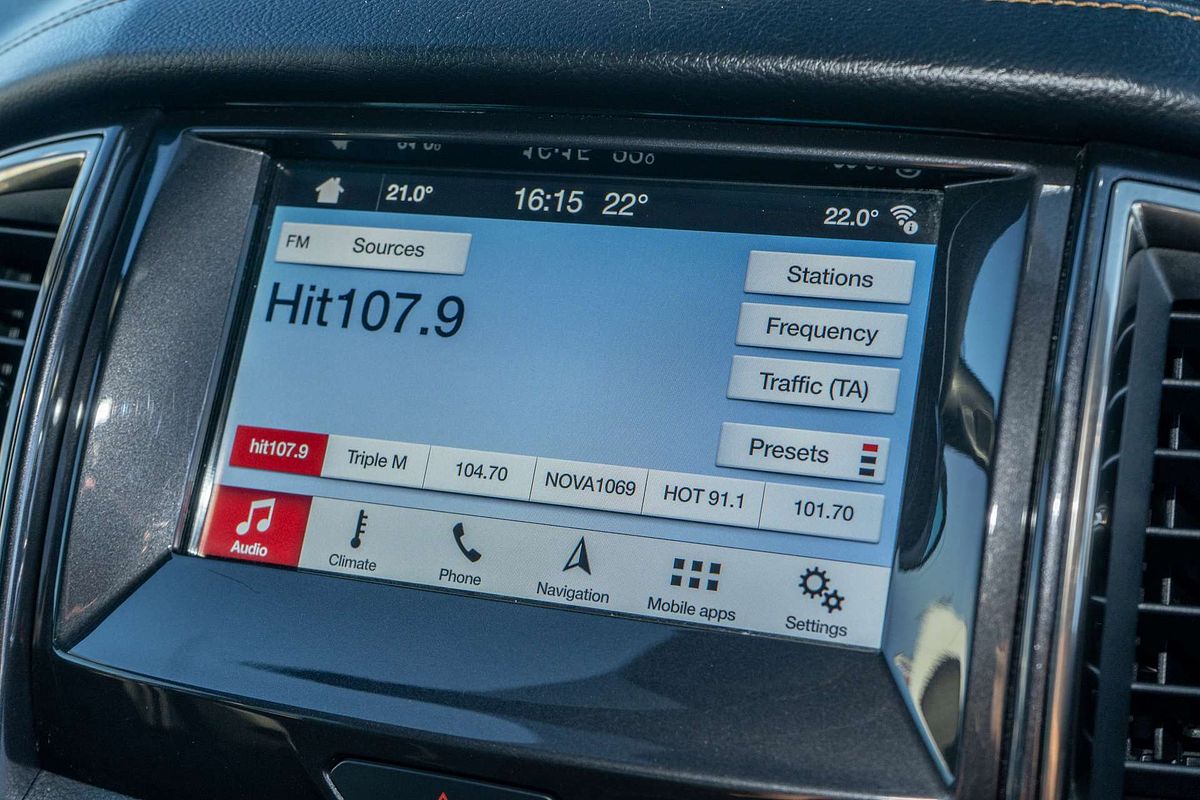 21.0° 16:15 22° 22.0°
FM Sources
Hit107.9
Stations
Frequency
Traffic (TA)
Presets
hit107.9 Triple M 104.70 NOVA1069 HOT 91.1 101.70
Audio Climate Phone Navigation Mobile apps Settings